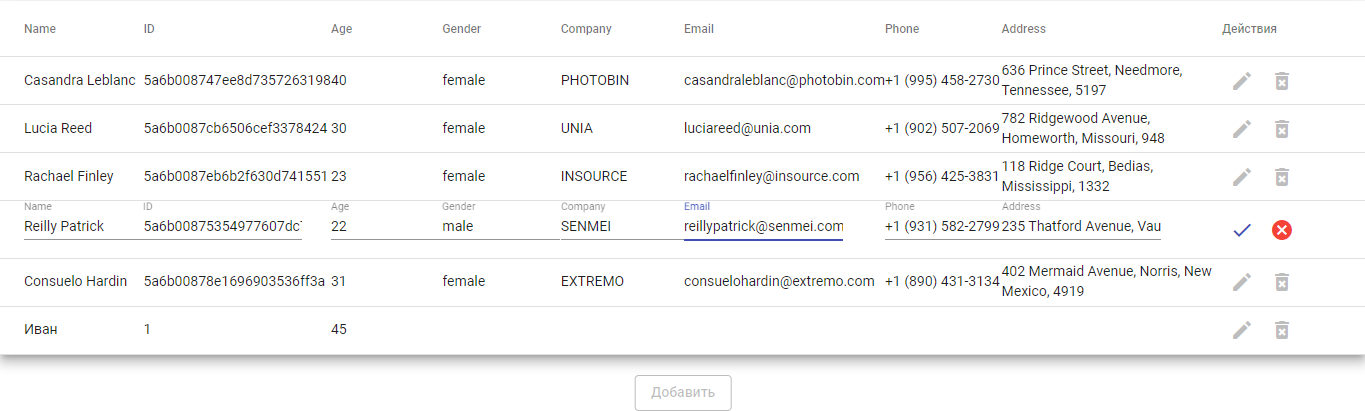 Name ID Age Gender Company Email Phone Address Действия
Casandra Leblanc 5a6b008747ee8d735726319840 female PHOTOBIN casandraleblanc@photobin.com+1 (995) 458-2730 636 Prince Street, Needmore,
Tennessee, 5197
Lucia Reed 5a6b0087cb6506cef3378424 30 female UNIA luciareed@unia.com +1 (902) 507-2069 782 Ridgewood Avenue,
Homeworth, Missouri, 948
Rachael Finley 5a6b0087eb6b2f630d741551 23 female INSOURCE rachaelfinley@insource.com +1 (956) 425-3831 118 Ridge Court, Bedias,
Mississippi, 1332
Name ID Age Gender Company Email Phone Address
Reilly Patrick 5a6b00875354977607dc 22 male SENMEI reillypatrick@senmei.com +1 (931) 582-2799 235 Thatford Avenue, Vau
Consuelo Hardin 5a6b00878e1696903536ff3a 31 female EXTREMO consuelohardin@extremo.com +1 (890) 431-3134 402 Mermaid Avenue, Norris, New
Mexico, 4919
Иван 1 45
Добавить